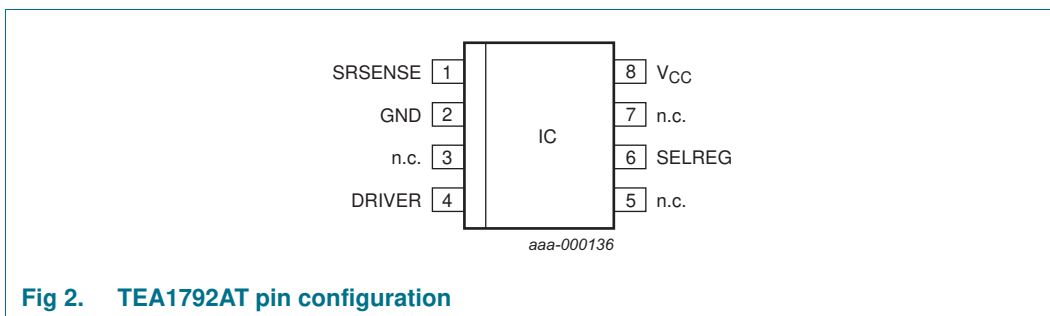 SRSENSE 1 8 VCC
GND 2 7 n.c.
IC
n.c. 3 6 SELREG
DRIVER 4 5 n.c.
aaa-000136
Fig 2. TEA1792AT pin configuration